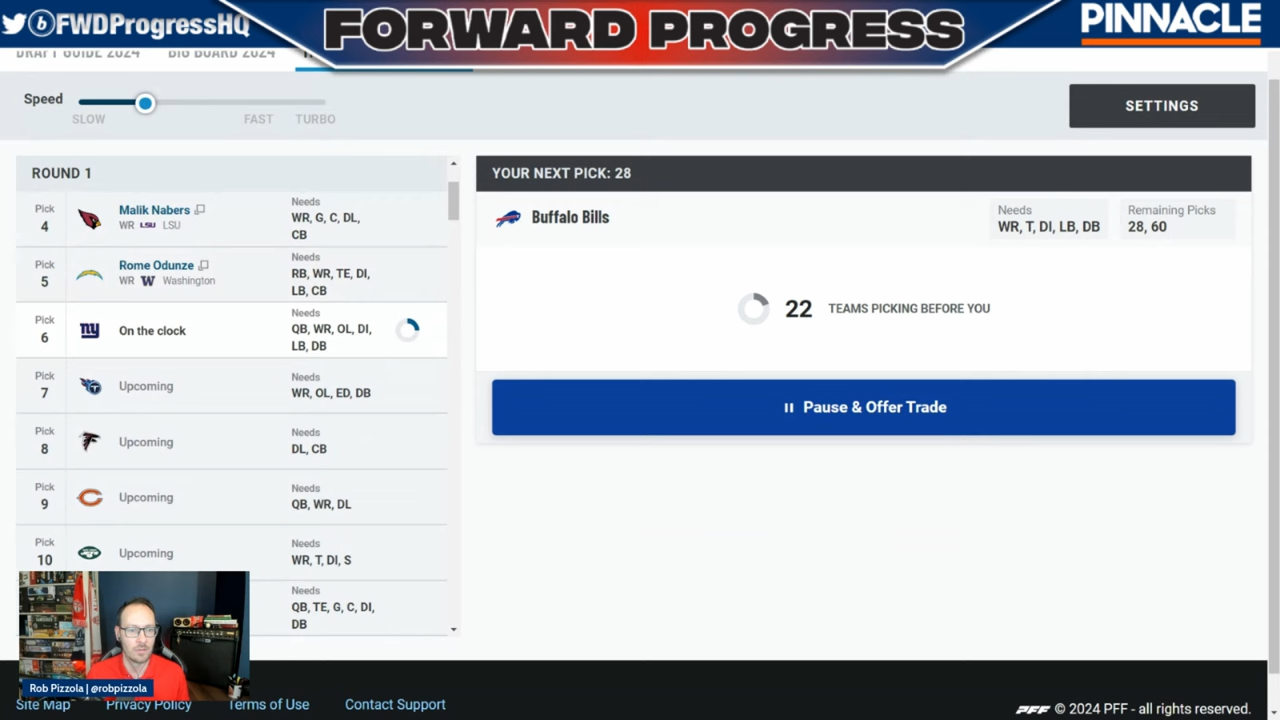 @FWDProgressHQ
FORWARD PROGRESS
PINNACLE
DRAFT GUIDE 2024
BIG BOARD 2024
Speed
SLOW
FAST
TURBO
SETTINGS
ROUND 1
Pick
4
Malik Nabers
WR LSU LSU
Needs
WR, G, C, DL,
CB
Pick
5
Rome Odunze
WR W Washington
Needs
RB, WR, TE, DI,
LB, CB
Pick
6
ny
On the clock
Needs
QB, WR, OL, DI,
LB, DB
Pick
7
Upcoming
Needs
WR, OL, ED, DB
Pick
8
Upcoming
Needs
DL, CB
Pick
9
Upcoming
Needs
QB, WR, DL
Pick
10
Upcoming
Needs
WR, T, DI, S
Needs
QB, TE, G, C, DI,
DB
YOUR NEXT PICK: 28
Buffalo Bills
Needs
WR, T, DI, LB, DB
Remaining Picks
28, 60
22 TEAMS PICKING BEFORE YOU
Pause & Offer Trade
Rob Pizzola | @robpizzola
Site Map
Privacy Policy
Terms of Use
Contact Support
PFF © 2024 PFF - all rights reserved.